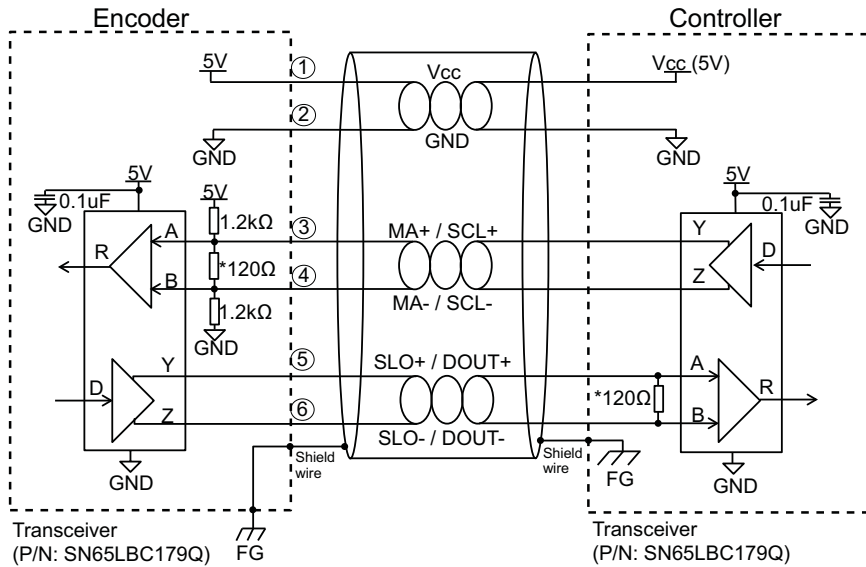 Encoder
Controller
5V
①
Vcc
Vcc (5V)
②
GND
GND
GND
5V
0.1uF
GND
5V
1.2kΩ
③
MA+ / SCL+
5V
0.1uF
GND
A
R
*120Ω
Y
D
B
④
MA- / SCL-
Z
1.2kΩ
GND
Y
⑤
SLO+ / DOUT+
A
D
*120Ω
R
Z
⑥
SLO- / DOUT-
B
GND
Shield
wire
Shield
wire
FG
GND
FG
Transceiver
(P/N: SN65LBC179Q)
Transceiver
(P/N: SN65LBC179Q)